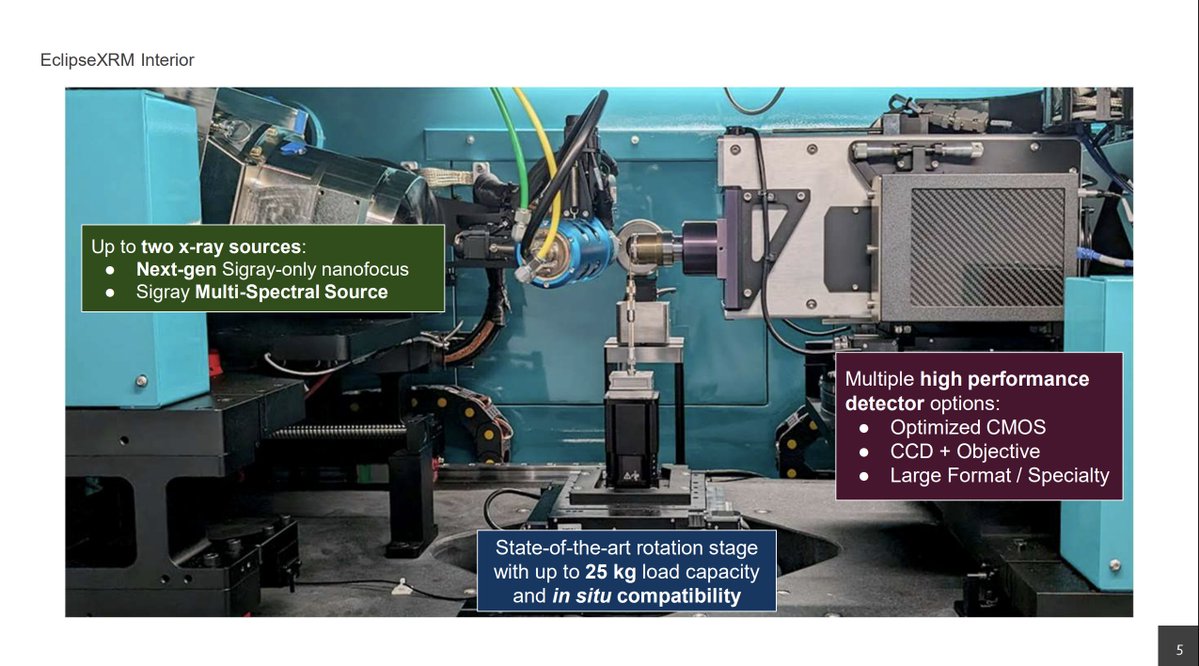 EclipseXRM Interior
Up to two x-ray sources:
● Next-gen Sigray-only nanofocus
● Sigray Multi-Spectral Source
Multiple high performance
detector options:
● Optimized CMOS
● CCD + Objective
● Large Format / Specialty
State-of-the-art rotation stage
with up to 25 kg load capacity
and in situ compatibility
5